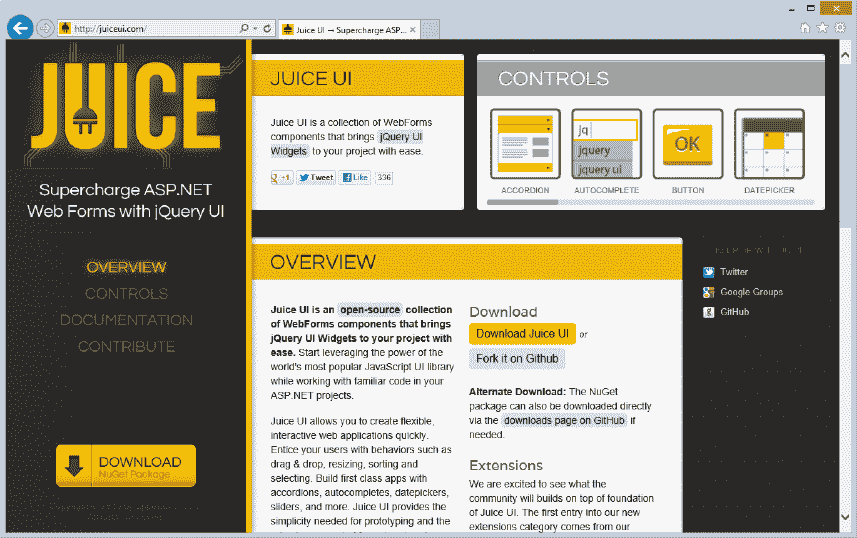 http://juiceui.com/
Juice UI → Supercharge ASP...
JUICE
Supercharge ASP.NET
Web Forms with jQuery UI
OVERVIEW
CONTROLS
DOCUMENTATION
CONTRIBUTE
DOWNLOAD
NuGet Package
JUICE UI
Juice UI is a collection of WebForms
components that brings jQuery UI
Widgets to your project with ease.
+1
Tweet
Like
336
CONTROLS
jq
jquery
jquery ui
OK
ACCORDION
AUTOCOMPLETE
BUTTON
DATEPICKER
OVERVIEW
Juice UI is an open-source collection
of WebForms components that brings
jQuery UI Widgets to your project with
ease. Start leveraging the power of the
world's most popular JavaScript UI library
while working with familiar code in your
ASP.NET projects.
Juice UI allows you to create flexible,
interactive web applications quickly.
Entice your users with behaviors such as
drag & drop, resizing, sorting and
selecting. Build first class apps with
accordions, autocompletes, datepickers,
sliders, and more. Juice UI provides the
simplicity needed for prototyping and the
Download
Download Juice UI or
Fork it on Github
Alternate Download: The NuGet
package can also be downloaded directly
via the downloads page on GitHub if
needed.
Extensions
We are excited to see what the
community will builds on top of foundation
of Juice UI. The first entry into our new
extensions category comes from our
Twitter
Google Groups
GitHub